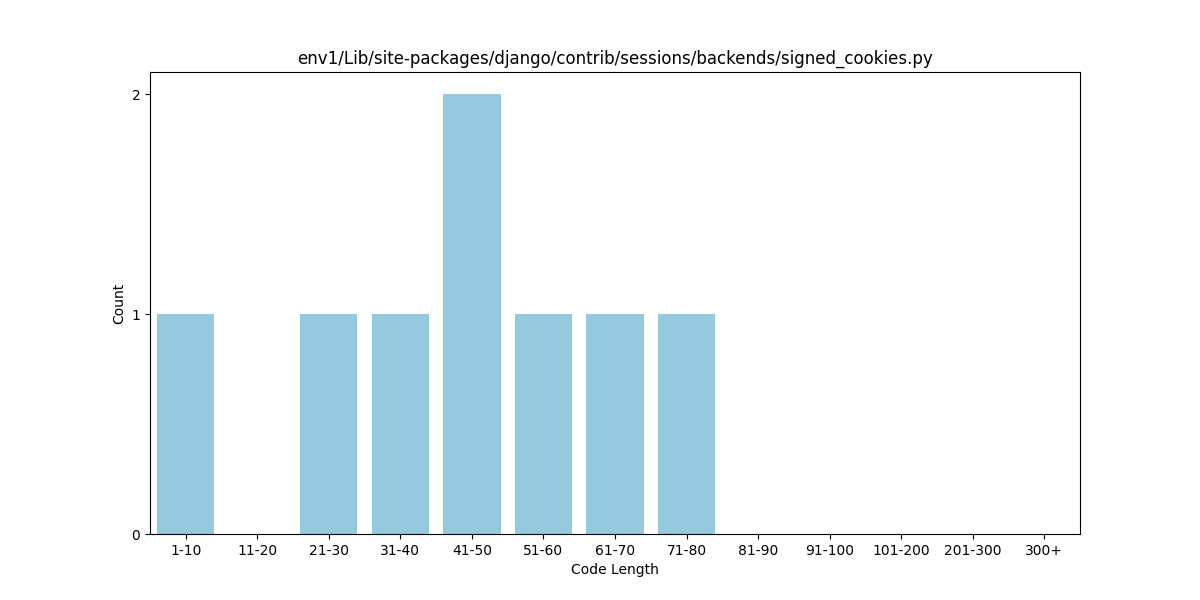 env1/Lib/site-packages/django/contrib/sessions/backends/signed_cookies.py
2
1
0
Count
1-10 11-20 21-30 31-40 41-50 51-60 61-70 71-80 81-90 91-100 101-200 201-300 300+
Code Length